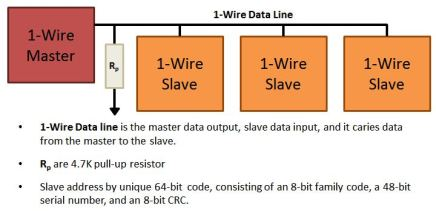 1-Wire Data Line
1-Wire
Master
Rp
1-Wire
Slave
1-Wire
Slave
1-Wire
Slave
• 1-Wire Data line is the master data output, slave data input, and it caries data
from the master to the slave.
• Rp are 4.7K pull-up resistor
• Slave address by unique 64-bit code, consisting of an 8-bit family code, a 48-bit
serial number, and an 8-bit CRC.